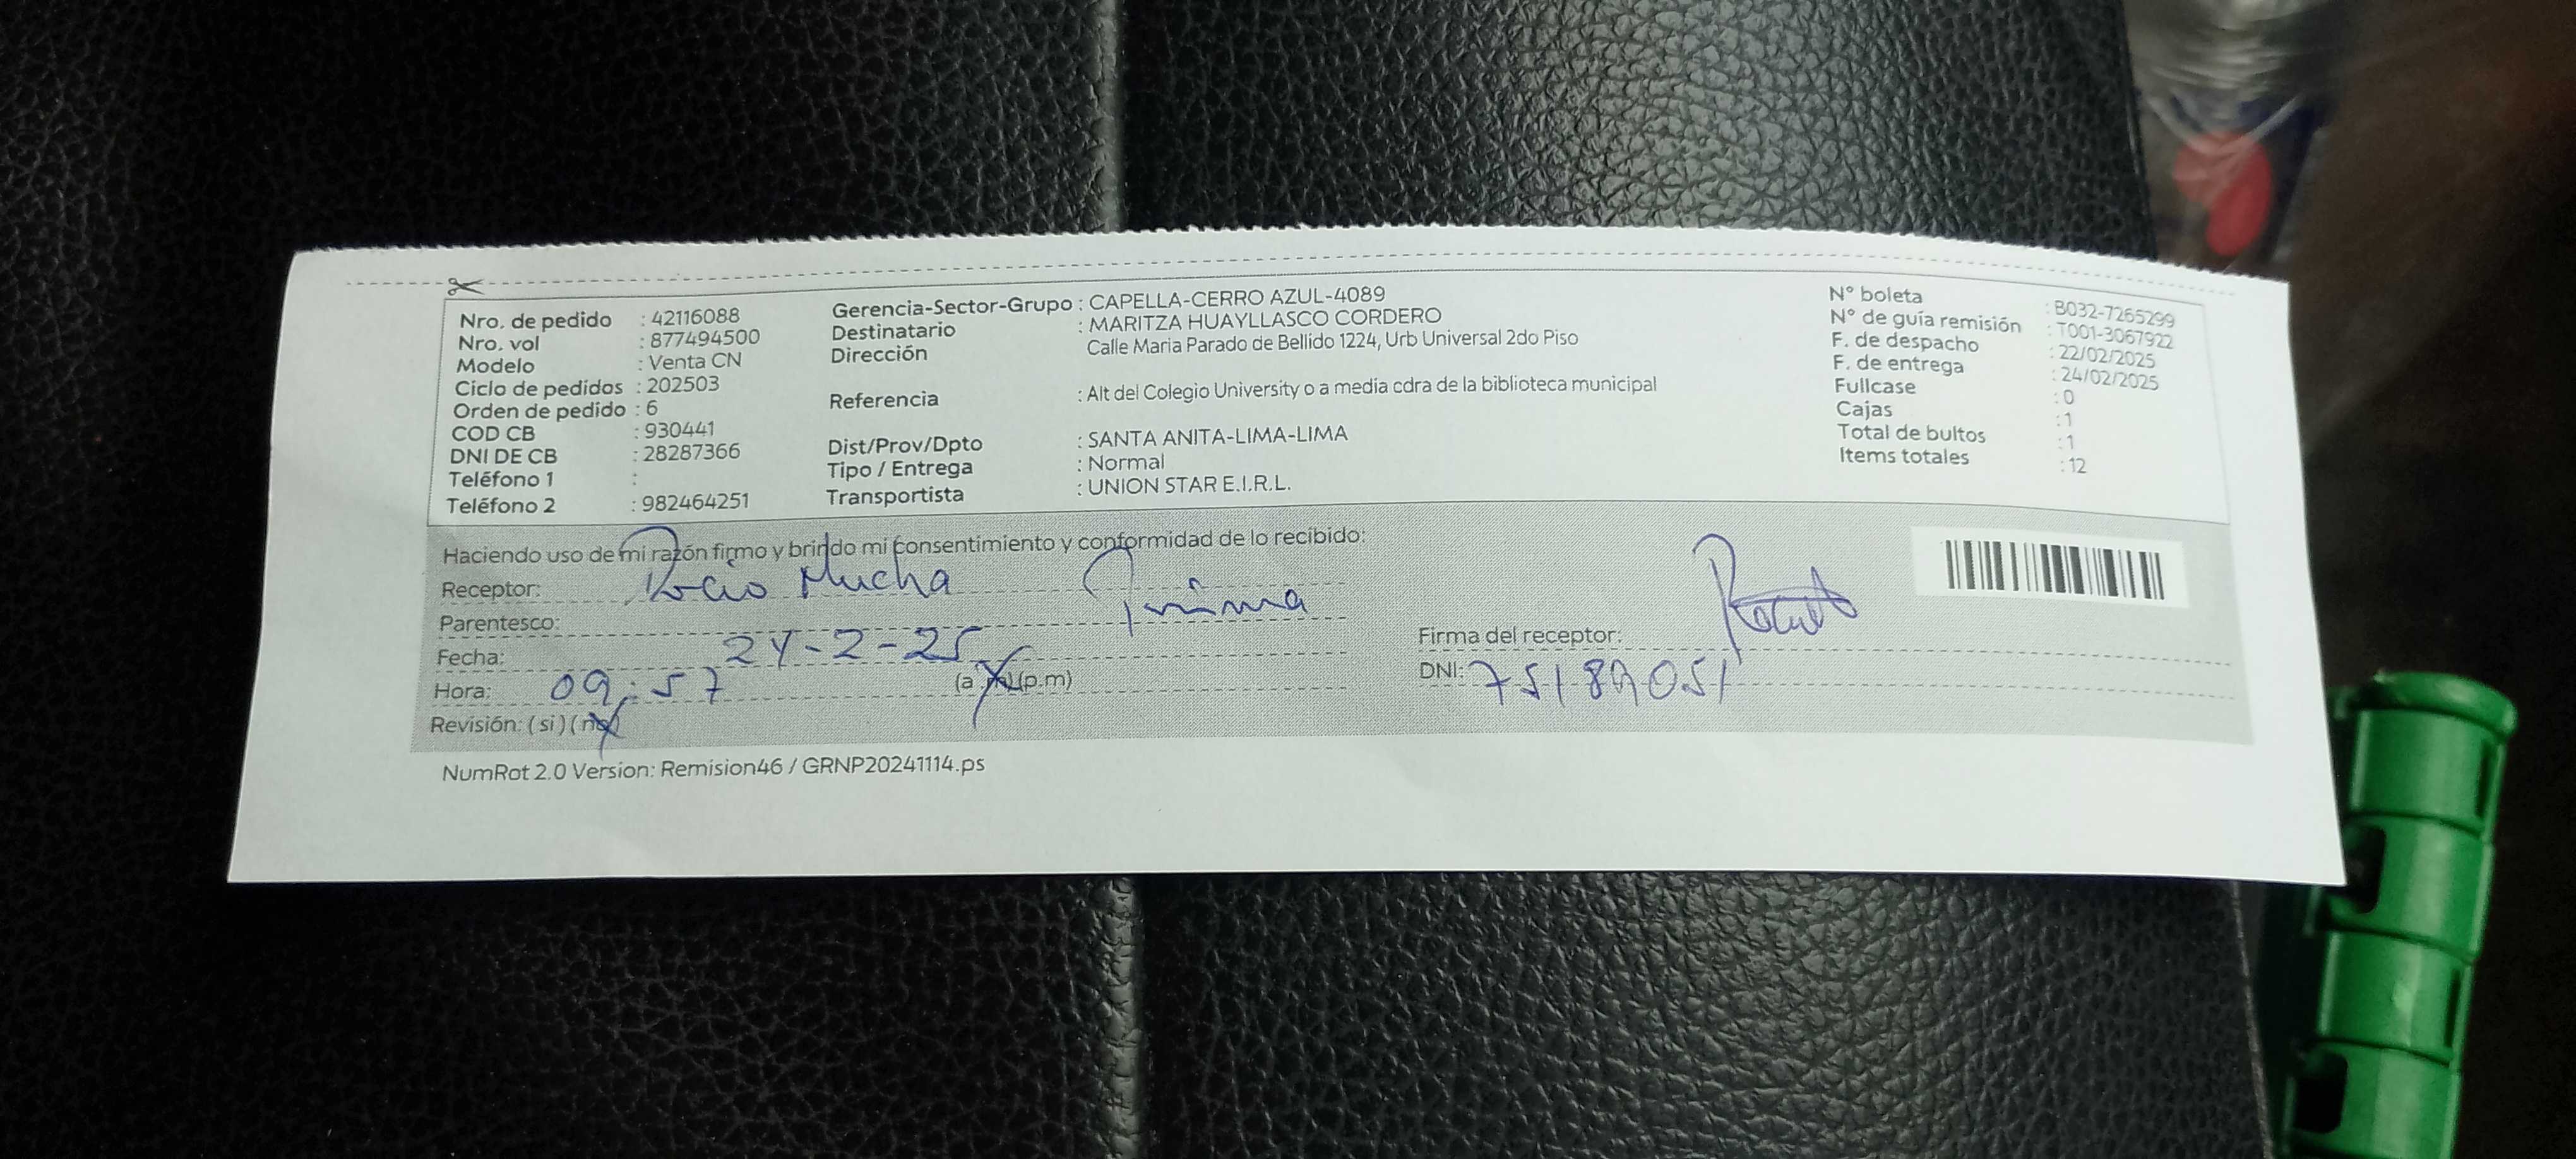 Nro. de pedido : 42116088
Nro. vol : 877494500
Modelo : Venta CN
Ciclo de pedidos : 202503
Orden de pedido : 6
COD CB : 930441
DNI DE CB : 28287366
Teléfono 1 :
Teléfono 2 : 982464251
Gerencia-Sector-Grupo : CAPELLA-CERRO AZUL-4089
Destinatario : MARITZA HUAYLLASCO CORDERO
Dirección Calle Maria Parado de Bellido 1224, Urb Universal 2do Piso
Referencia : Alt del Colegio University o a media cdra de la biblioteca municipal
Dist/Prov/Dpto : SANTA ANITA-LIMA-LIMA
Tipo / Entrega : Normal
Transportista : UNION STAR E.I.R.L.
N° boleta : B032-7265299
N° de guía remisión : T001-3067922
F. de despacho : 22/02/2025
F. de entrega : 24/02/2025
Fullcase : 0
Cajas : 1
Total de bultos : 1
Items totales : 12
Haciendo uso de mi razón firmo y brindo mi consentimiento y conformidad de lo recibido:
Receptor: Rocio Mucha
Parentesco: Prima
Fecha: 24-2-25
Hora: 09:57 (a.m)(p.m)
Revisión: (si)(no)
Firma del receptor:
DNI: 75189051
NumRot 2.0 Version: Remision46 / GRNP20241114.ps